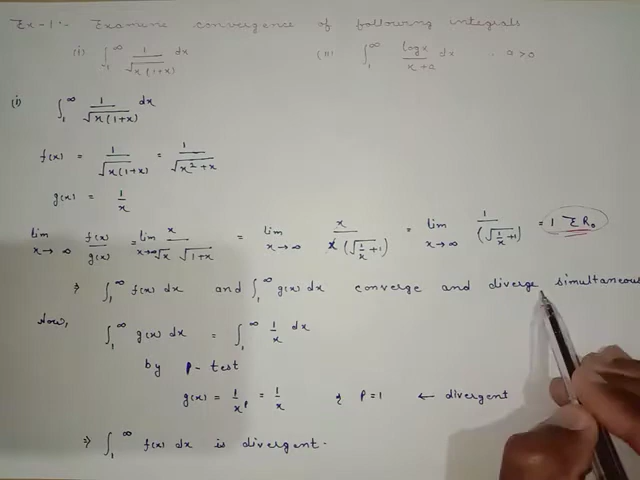 Ex-1:- Examine convergence of following integrals
(i) ∫₁^∞ 1/√x(1+x) dx (ii) ∫₁^∞ logx/x+a dx . a>0
(i) ∫₁^∞ 1/√x(1+x) dx
f(x) = 1/√x(1+x) = 1/√x²+x
g(x) = 1/x
lim x→∞ f(x)/g(x) = lim x→∞ x/√x √1+x = lim x→∞ x/x(√1/x+1) = lim x→∞ 1/(√1/x+1) = 1 ∈ R₀
⇒ ∫₁^∞ f(x) dx and ∫₁^∞ g(x) dx converge and diverge simultaneous
Now, ∫₁^∞ g(x) dx = ∫₁^∞ 1/x dx
by P-test
g(x) = 1/xᵖ = 1/x & P=1 ← divergent
⇒ ∫₁^∞ f(x) dx is divergent.